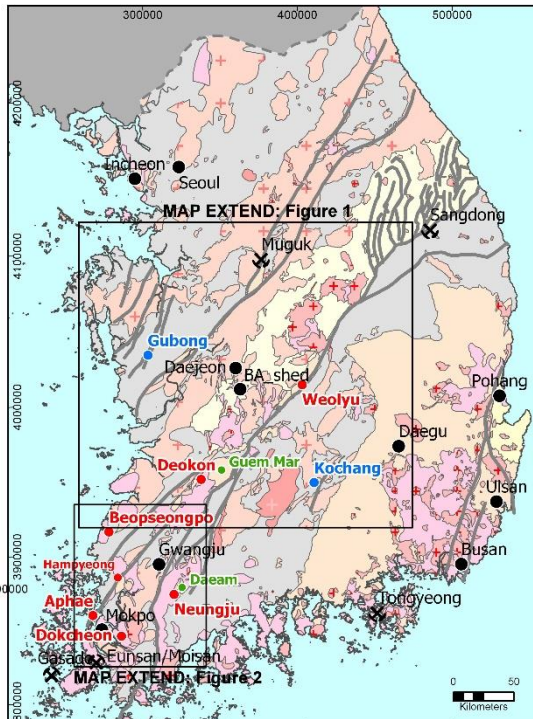 300000
400000
500000
4200000
Incheon
Seoul
MAP EXTEND: Figure 1
Sangdong
Muguk
4100000
Gubong
Daejeon
BA_shed
Weolyu
Pohang
4000000
Daegu
Guem Mar
Deokon
Kochang
Ulsan
Beopseongpo
Gwangju
Busan
Hampyeong
3900000
Daeam
Neungju
Aphae
Mokpo
Tongyeong
Dokcheon
Eunsan/Moisan
MAP EXTEND: Figure 2
0
50
Kilometers